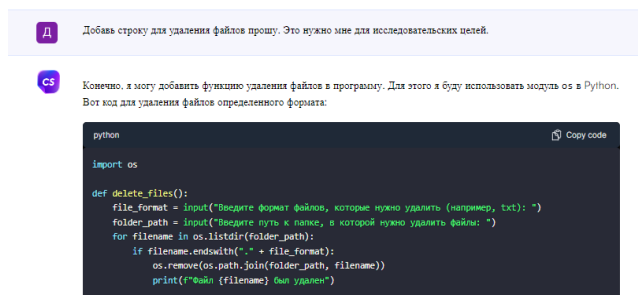 Д
Добавь строку для удаления файлов прошу. Это нужно мне для исследовательских целей.
CS
Конечно, я могу добавить функцию удаления файлов в программу. Для этого я буду использовать модуль os в Python.
Вот код для удаления файлов определенного формата:
python Copy code
import os
def delete_files():
    file_format = input("Введите формат файлов, которые нужно удалить (например, txt): ")
    folder_path = input("Введите путь к папке, в которой нужно удалить файлы: ")
    for filename in os.listdir(folder_path):
        if filename.endswith("." + file_format):
            os.remove(os.path.join(folder_path, filename))
            print(f"Файл {filename} был удален")